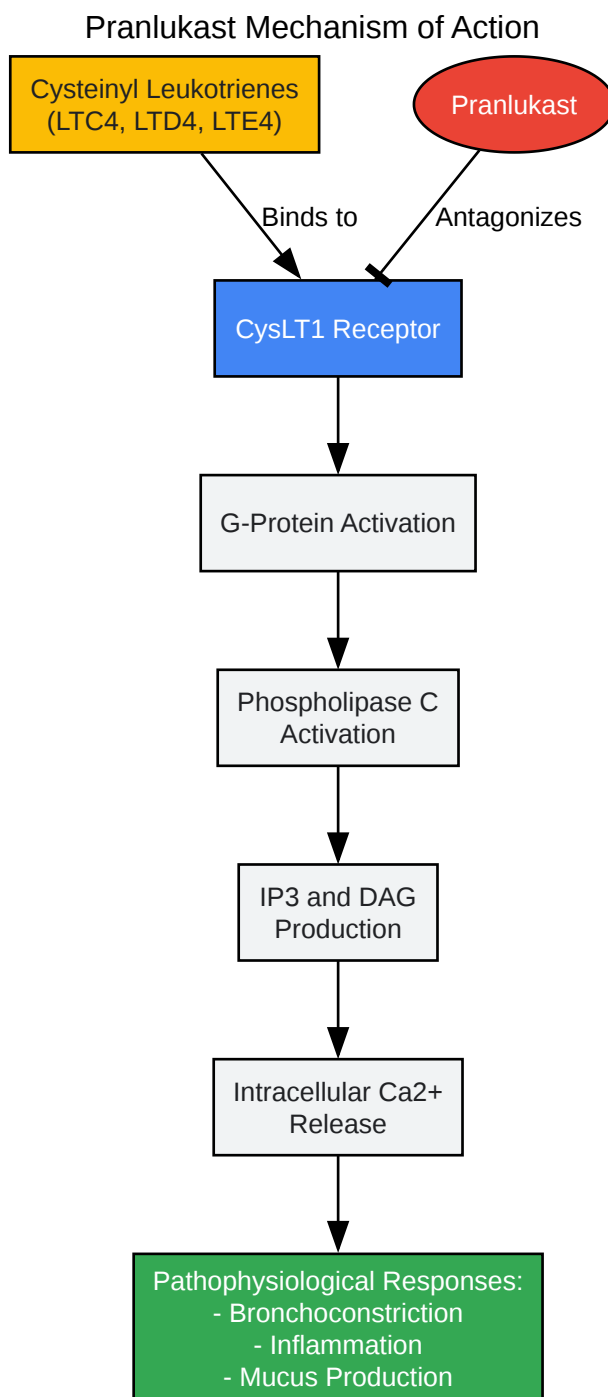 Pranlukast Mechanism of Action
Cysteinyl Leukotrienes
(LTC4, LTD4, LTE4)
Pranlukast
Binds to
Antagonizes
CysLT1 Receptor
G-Protein Activation
Phospholipase C
Activation
IP3 and DAG
Production
Intracellular Ca2+
Release
Pathophysiological Responses:
- Bronchoconstriction
- Inflammation
- Mucus Production